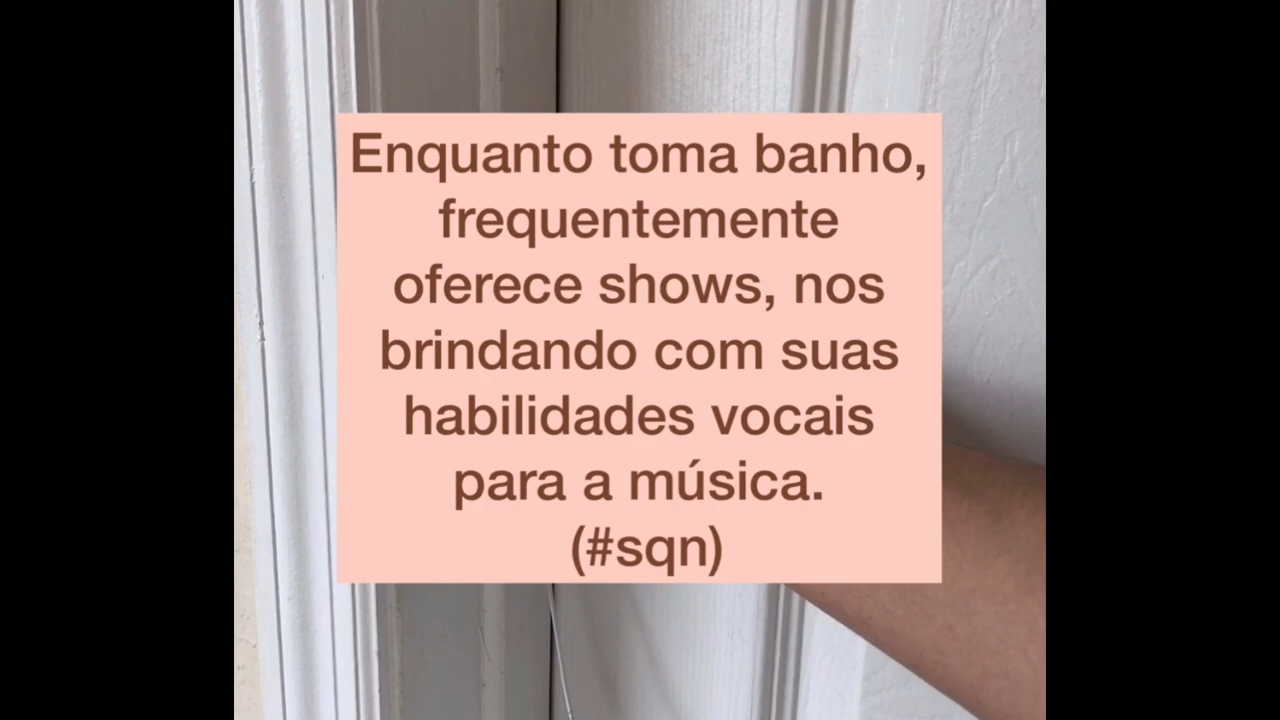 Enquanto toma banho,
frequentemente
oferece shows, nos
brindando com suas
habilidades vocais
para a música.
(#sqn)